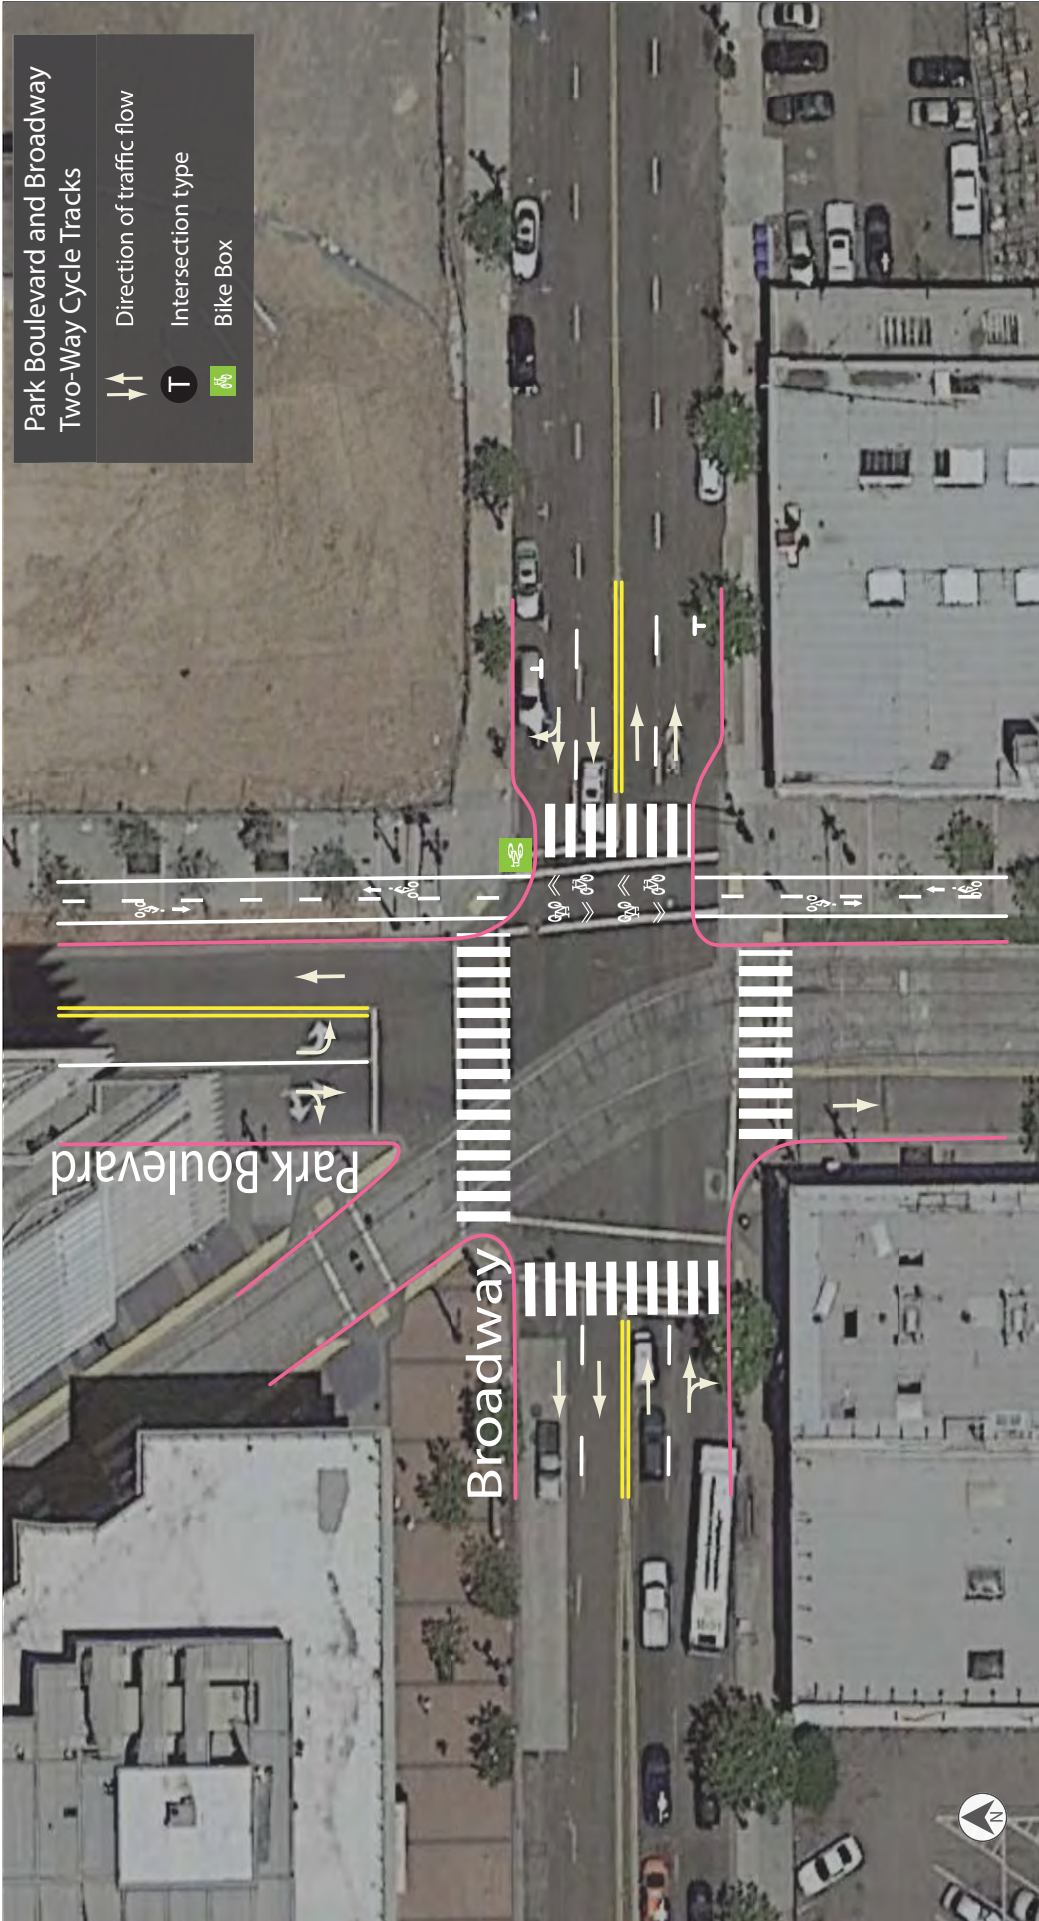 Park Boulevard and Broadway
Two-Way Cycle Tracks
Direction of traffic flow
T
Intersection type
Bike Box
Park Boulevard
Broadway
N